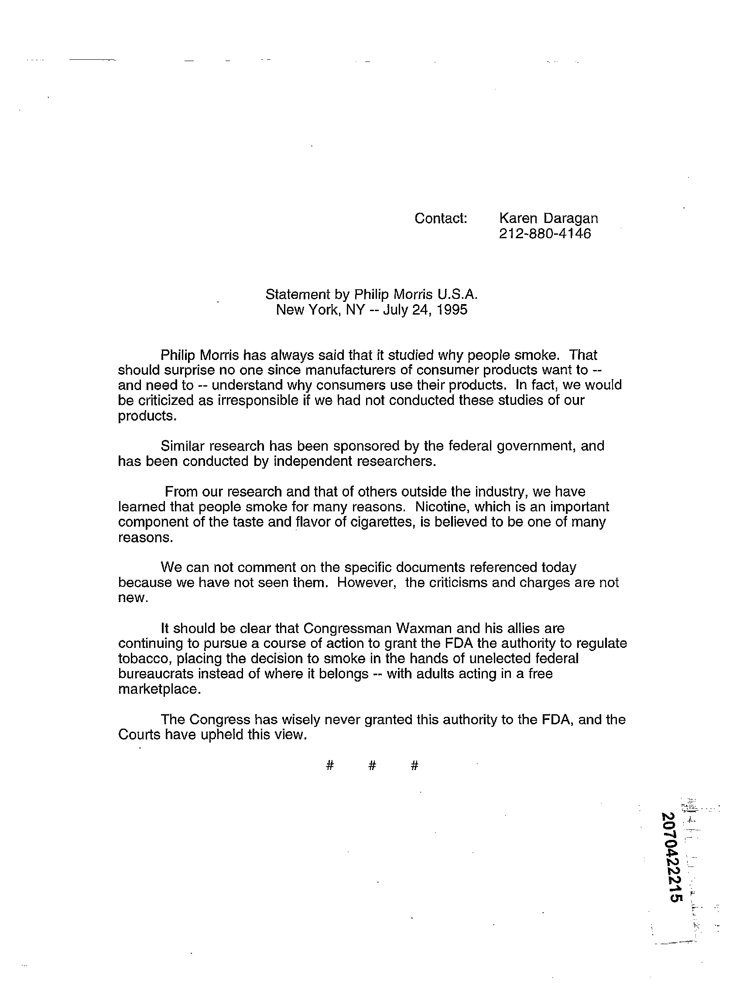 Contact: Karen Daragan
212-880-4146
Statement by Philip Morris U.S.A.
New York, NY -- July 24, 1995
Philip Morris has always said that it studied why people smoke. That
should surprise no one since manufacturers of consumer products want to --
and need to -- understand why consumers use their products. In fact, we would
be criticized as irresponsible if we had not conducted these studies of our
products.
Similar research has been sponsored by the federal government, and
has been conducted by independent researchers.
From our research and that of others outside the industry, we have
learned that people smoke for many reasons. Nicotine, which is an important
component of the taste and flavor of cigarettes, is believed to be one of many
reasons.
We can not comment on the specific documents referenced today
because we have not seen them. However, the criticisms and charges are not
new.
It should be clear that Congressman Waxman and his allies are
continuing to pursue a course of action to grant the FDA the authority to regulate
tobacco, placing the decision to smoke in the hands of unelected federal
bureaucrats instead of where it belongs -- with adults acting in a free
marketplace.
The Congress has wisely never granted this authority to the FDA, and the
Courts have upheld this view.
# # #
2070422215